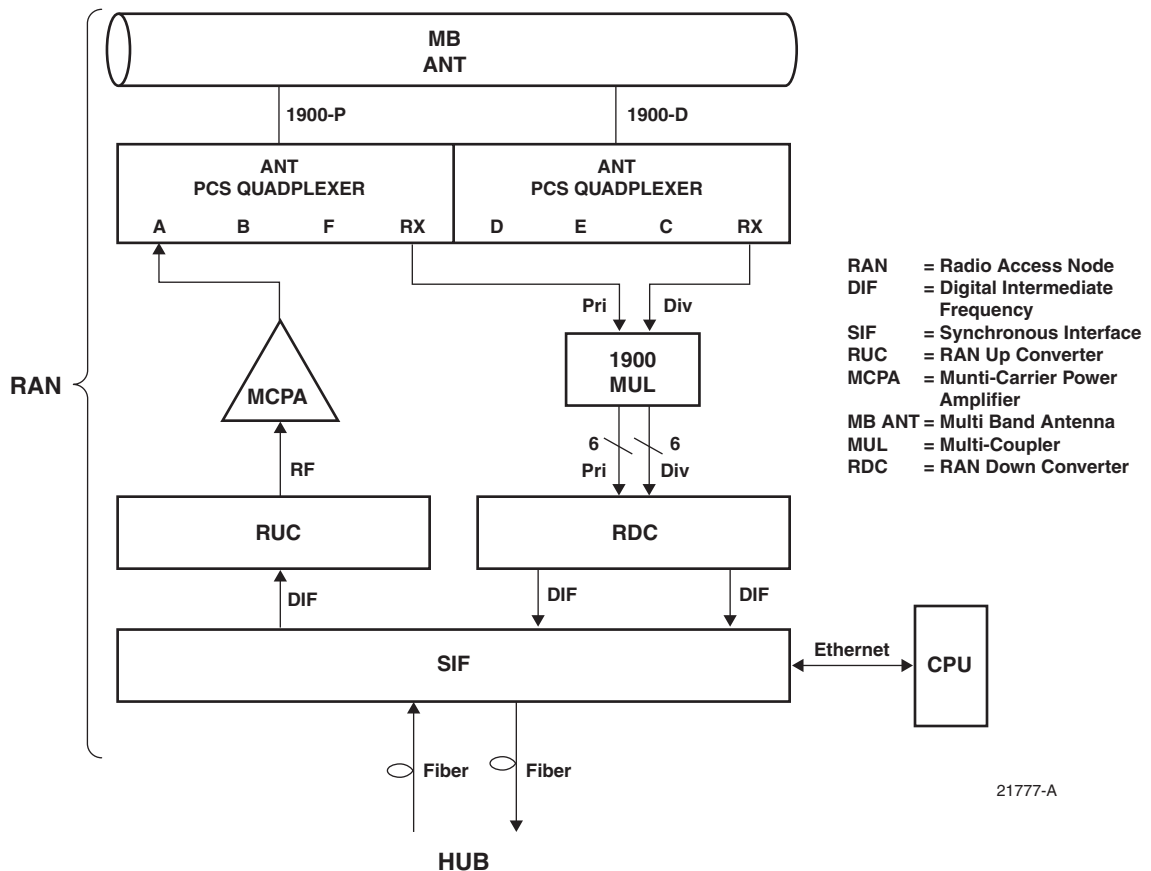 MB
ANT
1900-P
1900-D
ANT
PCS QUADPLEXER
A B F RX
ANT
PCS QUADPLEXER
D E C RX
Pri
Div
1900
MUL
MCPA
RAN
6
6
Pri
Div
RF
RUC
RDC
DIF
DIF
DIF
SIF
Ethernet
CPU
Fiber
Fiber
HUB
RAN = Radio Access Node
DIF = Digital Intermediate
Frequency
SIF = Synchronous Interface
RUC = RAN Up Converter
MCPA = Munti-Carrier Power
Amplifier
MB ANT = Multi Band Antenna
MUL = Multi-Coupler
RDC = RAN Down Converter
21777-A